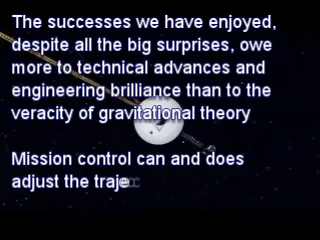 The successes we have enjoyed,
despite all the big surprises, owe
more to technical advances and
engineering brilliance than to the
veracity of gravitational theory
Mission control can and does
adjust the traje